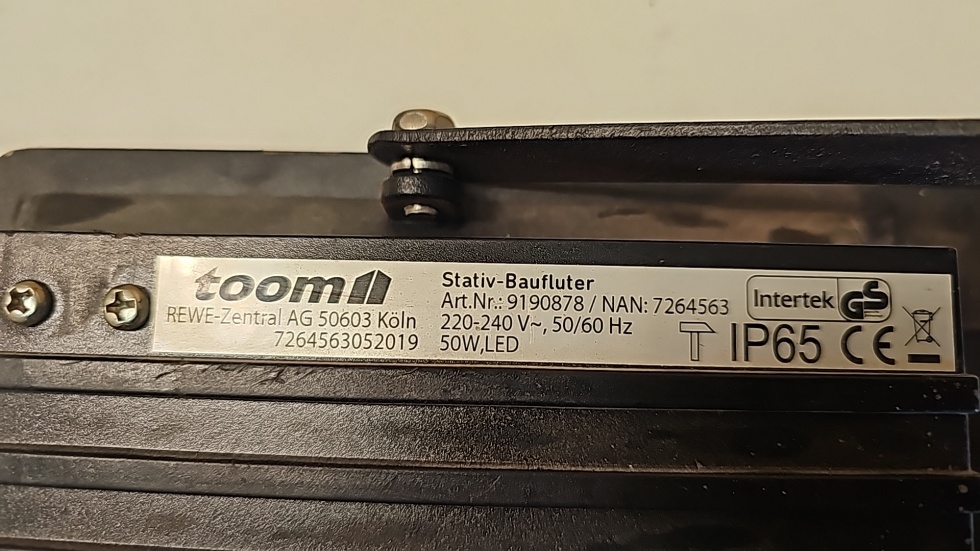 toom
REWE-Zentral AG 50603 Köln
7264563052019
Stativ-Baufluter
Art.Nr.: 9190878 / NAN: 7264563
220-240 V~, 50/60 Hz
50W,LED
Intertek GS
IP65 CE